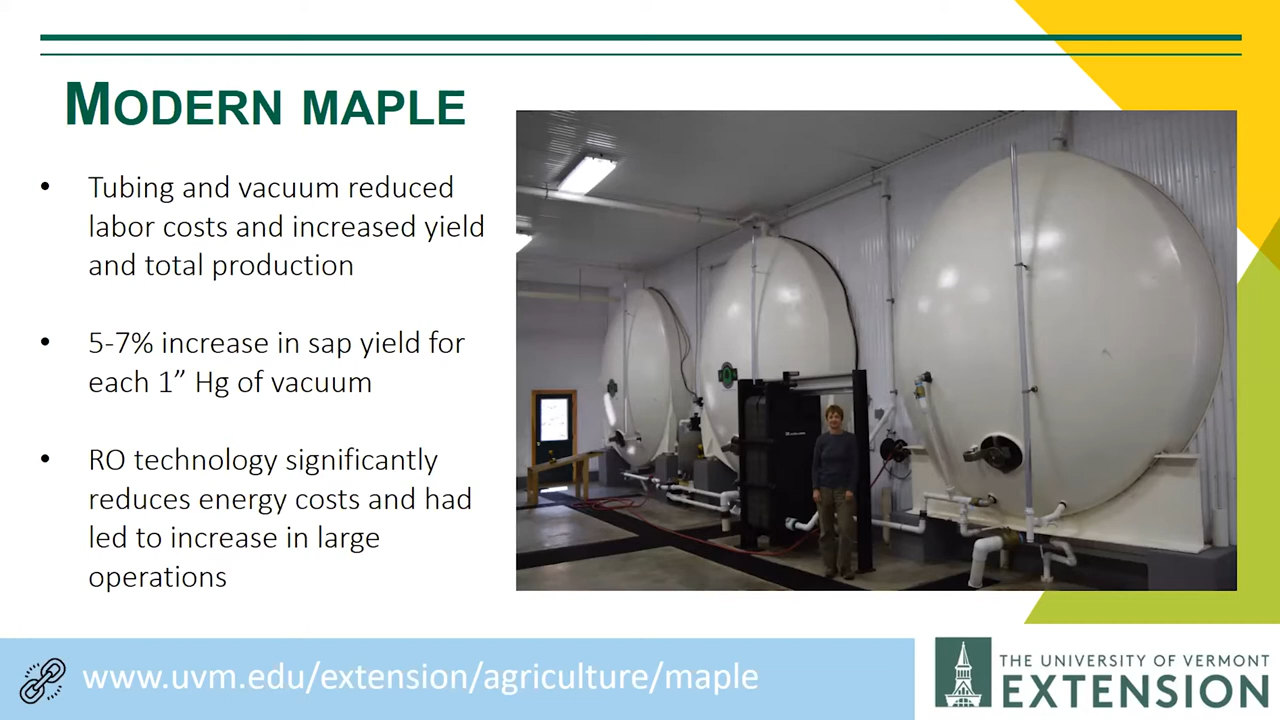 MODERN MAPLE
• Tubing and vacuum reduced
labor costs and increased yield
and total production
• 5-7% increase in sap yield for
each 1” Hg of vacuum
• RO technology significantly
reduces energy costs and had
led to increase in large
operations
www.uvm.edu/extension/agriculture/maple
THE UNIVERSITY OF VERMONT
EXTENSION